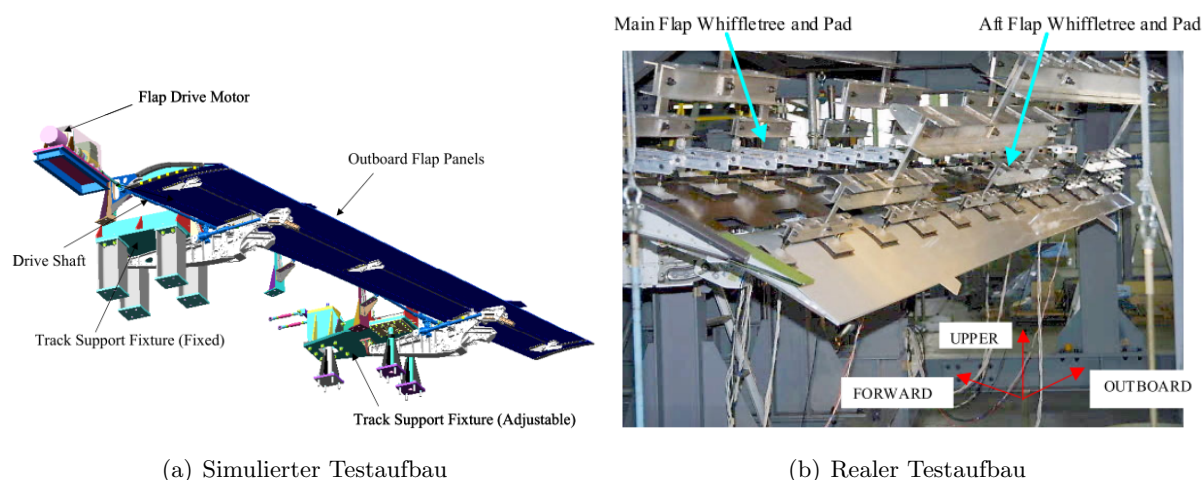 Main Flap Whiffletree and Pad
Aft Flap Whiffletree and Pad
Flap Drive Motor
Outboard Flap Panels
Drive Shaft
Track Support Fixture (Fixed)
Track Support Fixture (Adjustable)
UPPER
FORWARD
OUTBOARD
(a) Simulierter Testaufbau
(b) Realer Testaufbau